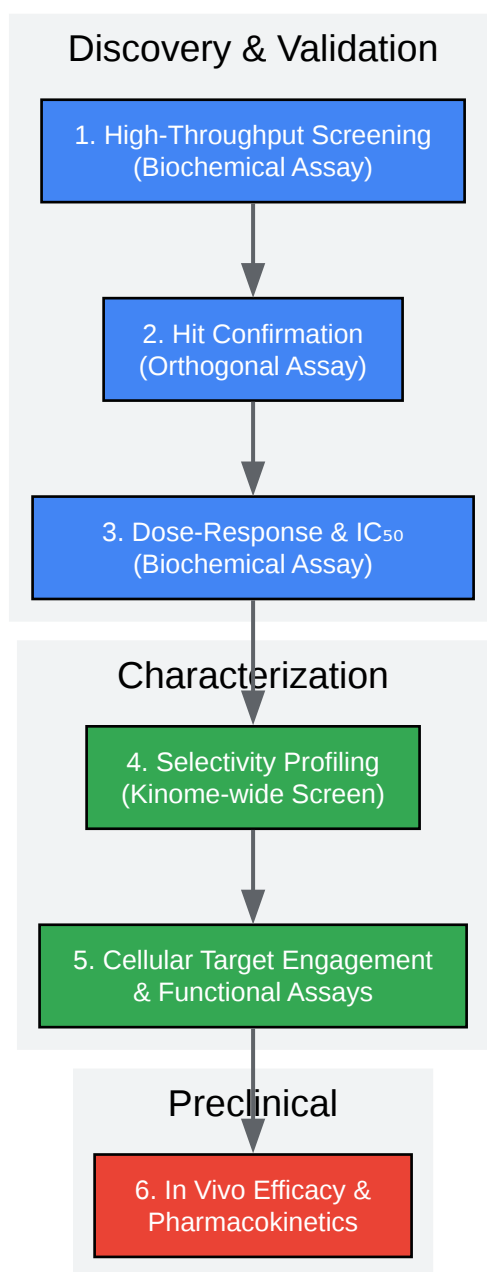 Discovery & Validation
1. High-Throughput Screening
(Biochemical Assay)
2. Hit Confirmation
(Orthogonal Assay)
3. Dose-Response & IC₅₀
(Biochemical Assay)
Characterization
4. Selectivity Profiling
(Kinome-wide Screen)
5. Cellular Target Engagement
& Functional Assays
Preclinical
6. In Vivo Efficacy &
Pharmacokinetics